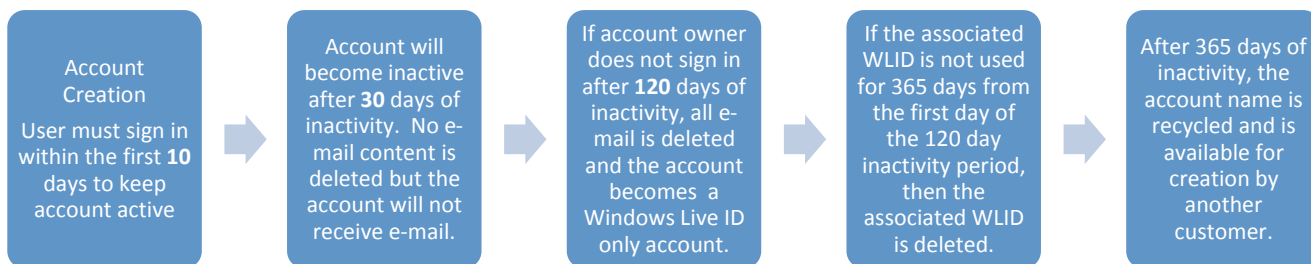 Account
Creation
User must sign in
within the first 10
days to keep
account active
Account will
become inactive
after 30 days of
inactivity. No e-
mail content is
deleted but the
account will not
receive e-mail.
If account owner
does not sign in
after 120 days of
inactivity, all e-
mail is deleted
and the account
becomes a
Windows Live ID
only account.
If the associated
WLID is not used
for 365 days from
the first day of
the 120 day
inactivity period,
then the
associated WLID
is deleted.
After 365 days of
inactivity, the
account name is
recycled and is
available for
creation by
another
customer.